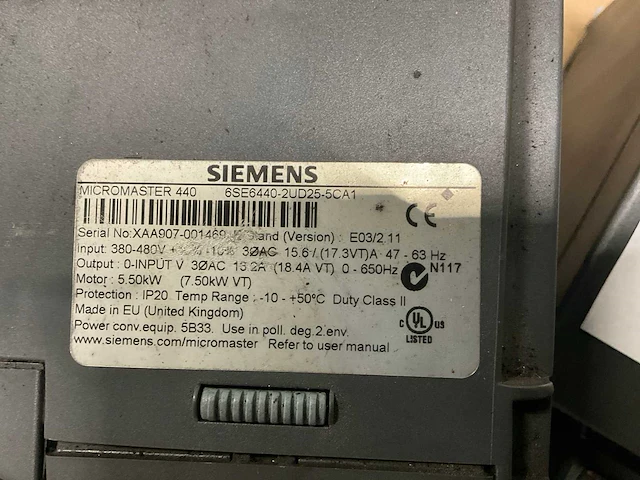 SIEMENS
MICROMASTER 440 6SE6440-2UD25-5CA1
CE
Serial No:XAA907-001469 Stand (Version) : E03/2.11
Input: 380-480V 3ØAC 15.6/(17.3VT)A 47 - 63 Hz
Output : 0-INPUT V 3ØAC (18.4A VT) 0 - 650Hz
N117
Motor : 5.50kW (7.50kW VT)
Protection : IP20 Temp Range : -10 - +50°C Duty Class II
Made in EU (United Kingdom)
C UL US
LISTED
Power conv.equip. 5B33. Use in poll. deg.2.env.
www.siemens.com/micromaster Refer to user manual